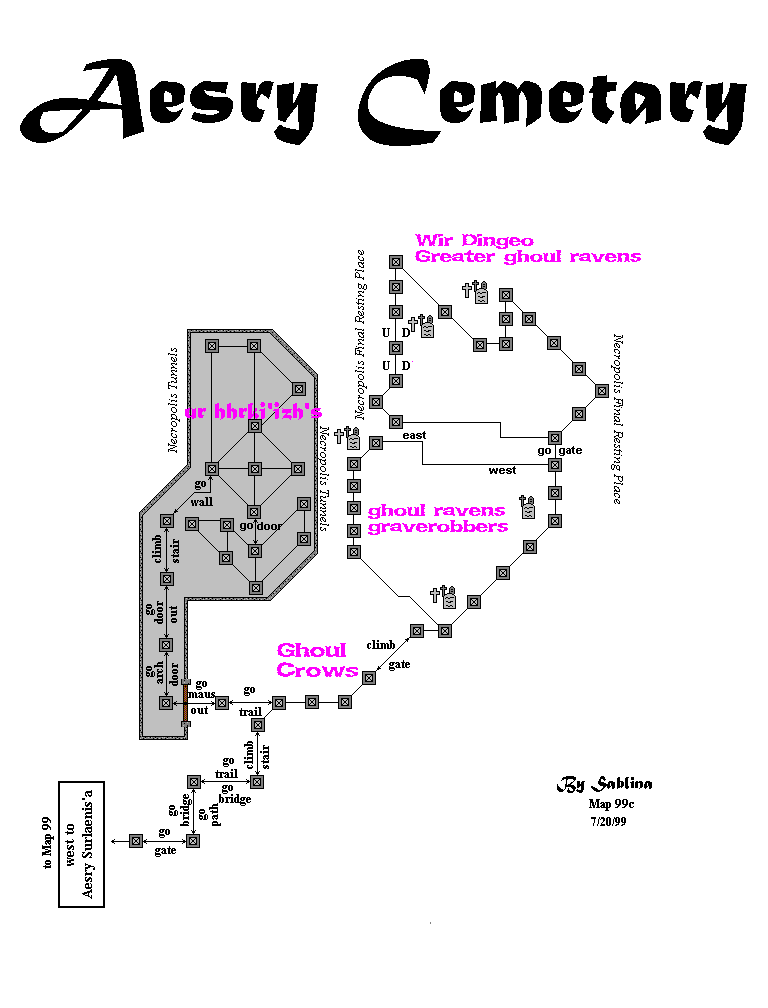 Aesry Cemetary
Wir Dingeo
Greater ghoul ravens
Necropolis Final Resting Place
U D
U D
Necropolis Final Resting Place
Necropolis Tunnels
ur hhrki'izh's
Necropolis Tunnels
east
go gate
west
go
wall
ghoul ravens
graverobbers
go door
climb
stair
go
door
out
go
arch
door
Ghoul
Crows
climb
gate
go
maus
out
go
trail
climb
stair
go
trail
go
bridge
go
bridge
go
path
go
gate
to Map 99
west to
Aesry Surlaenis'a
By Sablina
Map 99c
7/20/99